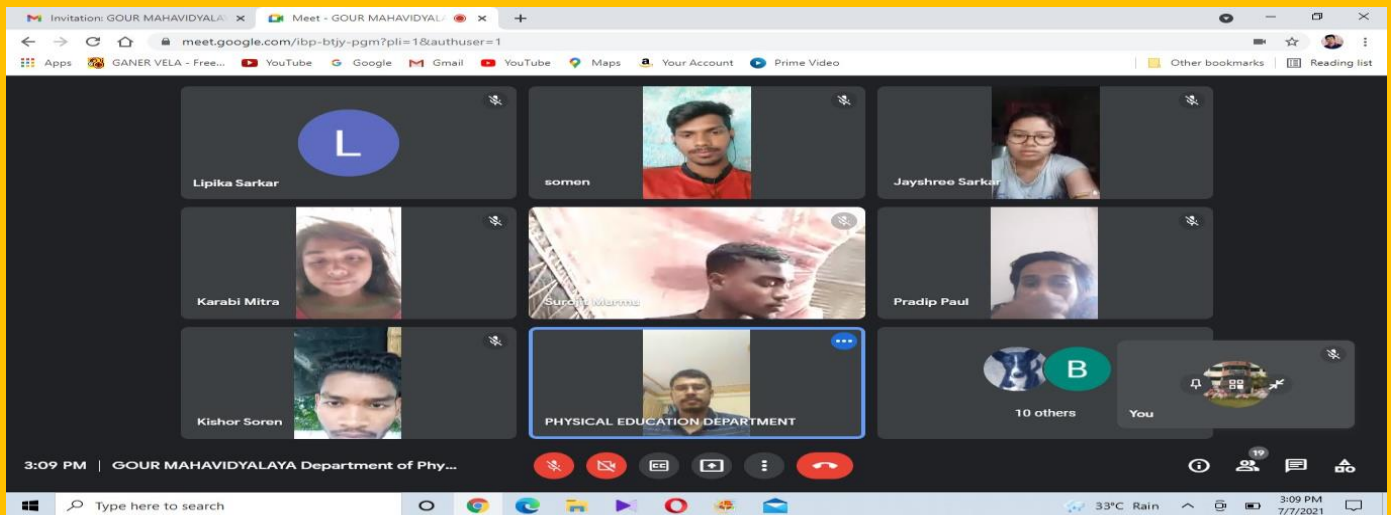 Invitation: GOUR MAHAVIDYALA
Meet - GOUR MAHAVIDYAL
meet.google.com/ibp-btjy-pgm?pli=1&authuser=1
Apps GANER VELA - Free... YouTube Google Gmail YouTube Maps Your Account Prime Video Other bookmarks Reading list
L
Lipika Sarkar
somen
Jayshree Sarkar
Karabi Mitra
Surojit Murmu
Pradip Paul
Kishor Soren
PHYSICAL EDUCATION DEPARTMENT
B
10 others
You
3:09 PM | GOUR MAHAVIDYALAYA Department of Phy...
CC
19
Type here to search
33°C Rain
3:09 PM
7/7/2021